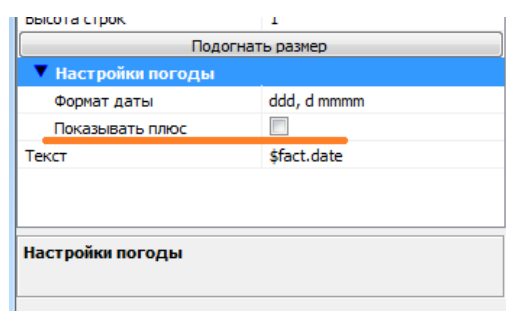 Высота строк 1
Подогнать размер
Настройки погоды
Формат даты ddd, d mmmm
Показывать плюс
Текст $fact.date
Настройки погоды